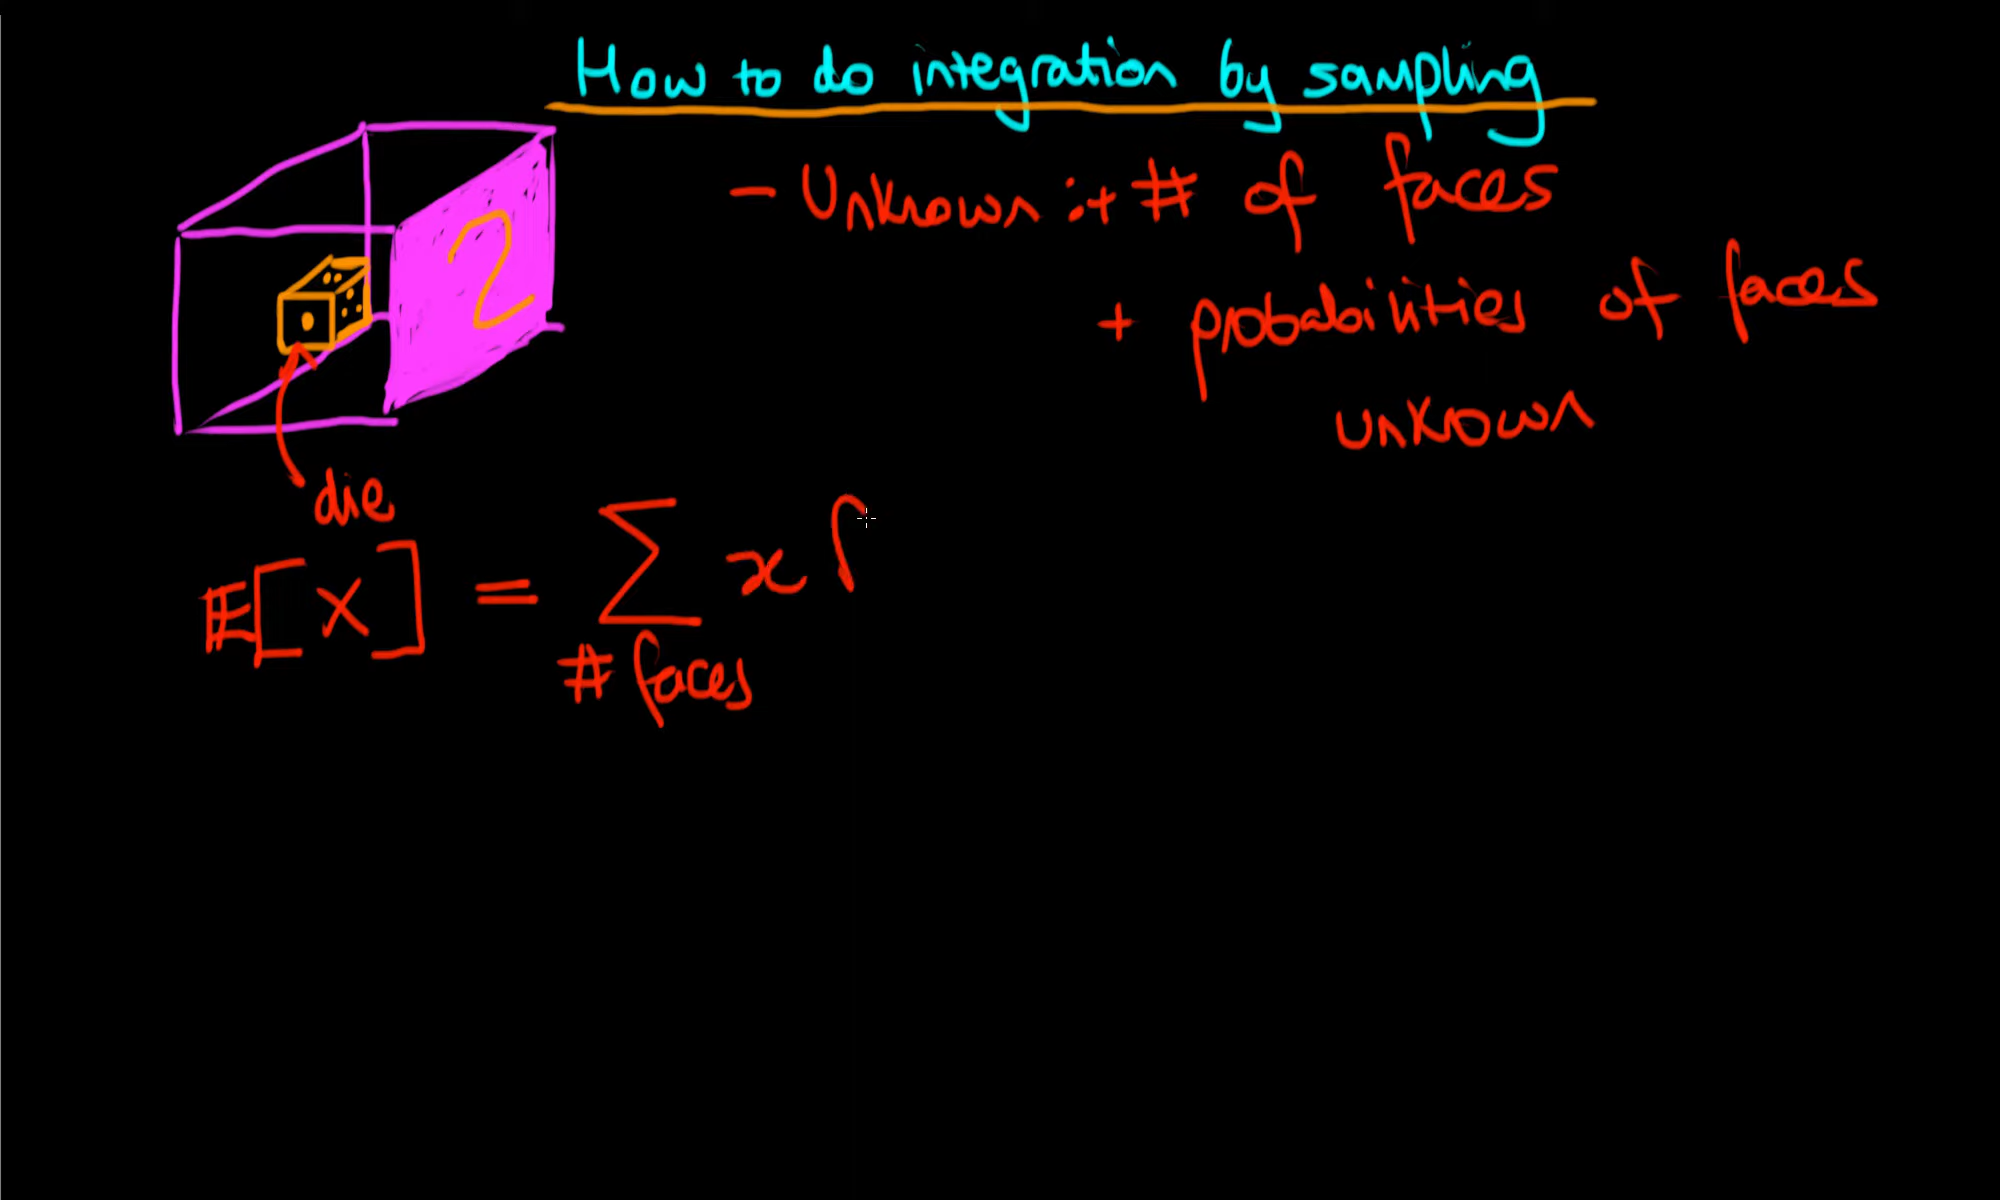 How to do integration by sampling
- Unknown :+ # of faces
+ probabilities of faces
unknown
2
die
E[X] = ∑ x
# faces